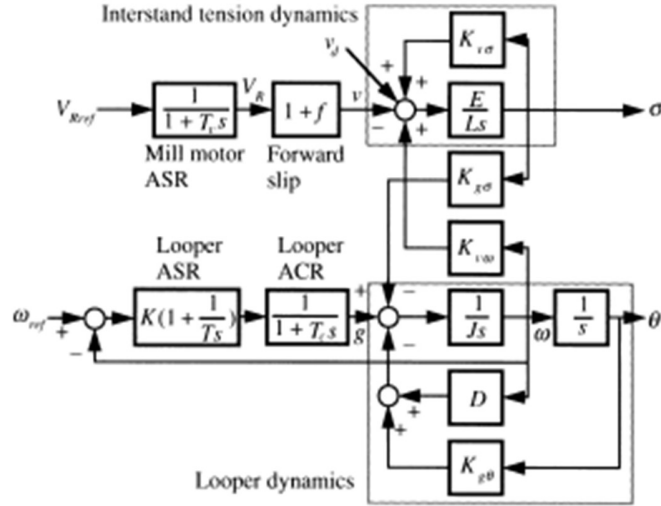 Interstand tension dynamics
v_d
K_vσ
+
+
V_Rref
1
1 + T_v s
V_R
1 + f
v
−
+
E
Ls
σ
Mill motor
ASR
Forward
slip
K_gσ
K_vω
Looper
ASR
Looper
ACR
ω_ref
+
−
K(1+ 1
Ts)
1
1 + T_c s
+
g
−
−
1
Js
ω
1
s
θ
D
+
+
K_gθ
Looper dynamics